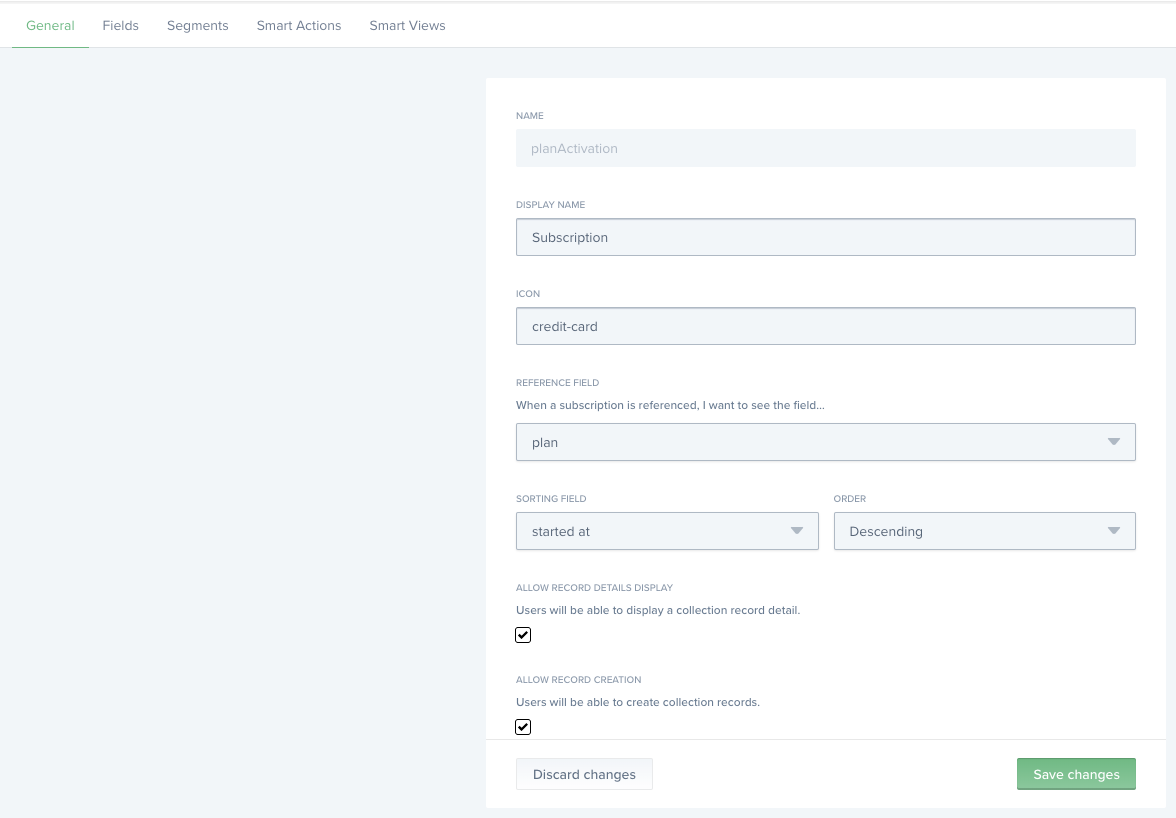 General Fields Segments Smart Actions Smart Views
NAME
planActivation
DISPLAY NAME
Subscription
ICON
credit-card
REFERENCE FIELD
When a subscription is referenced, I want to see the field...
plan
SORTING FIELD ORDER
started at Descending
ALLOW RECORD DETAILS DISPLAY
Users will be able to display a collection record detail.
ALLOW RECORD CREATION
Users will be able to create collection records.
Discard changes Save changes